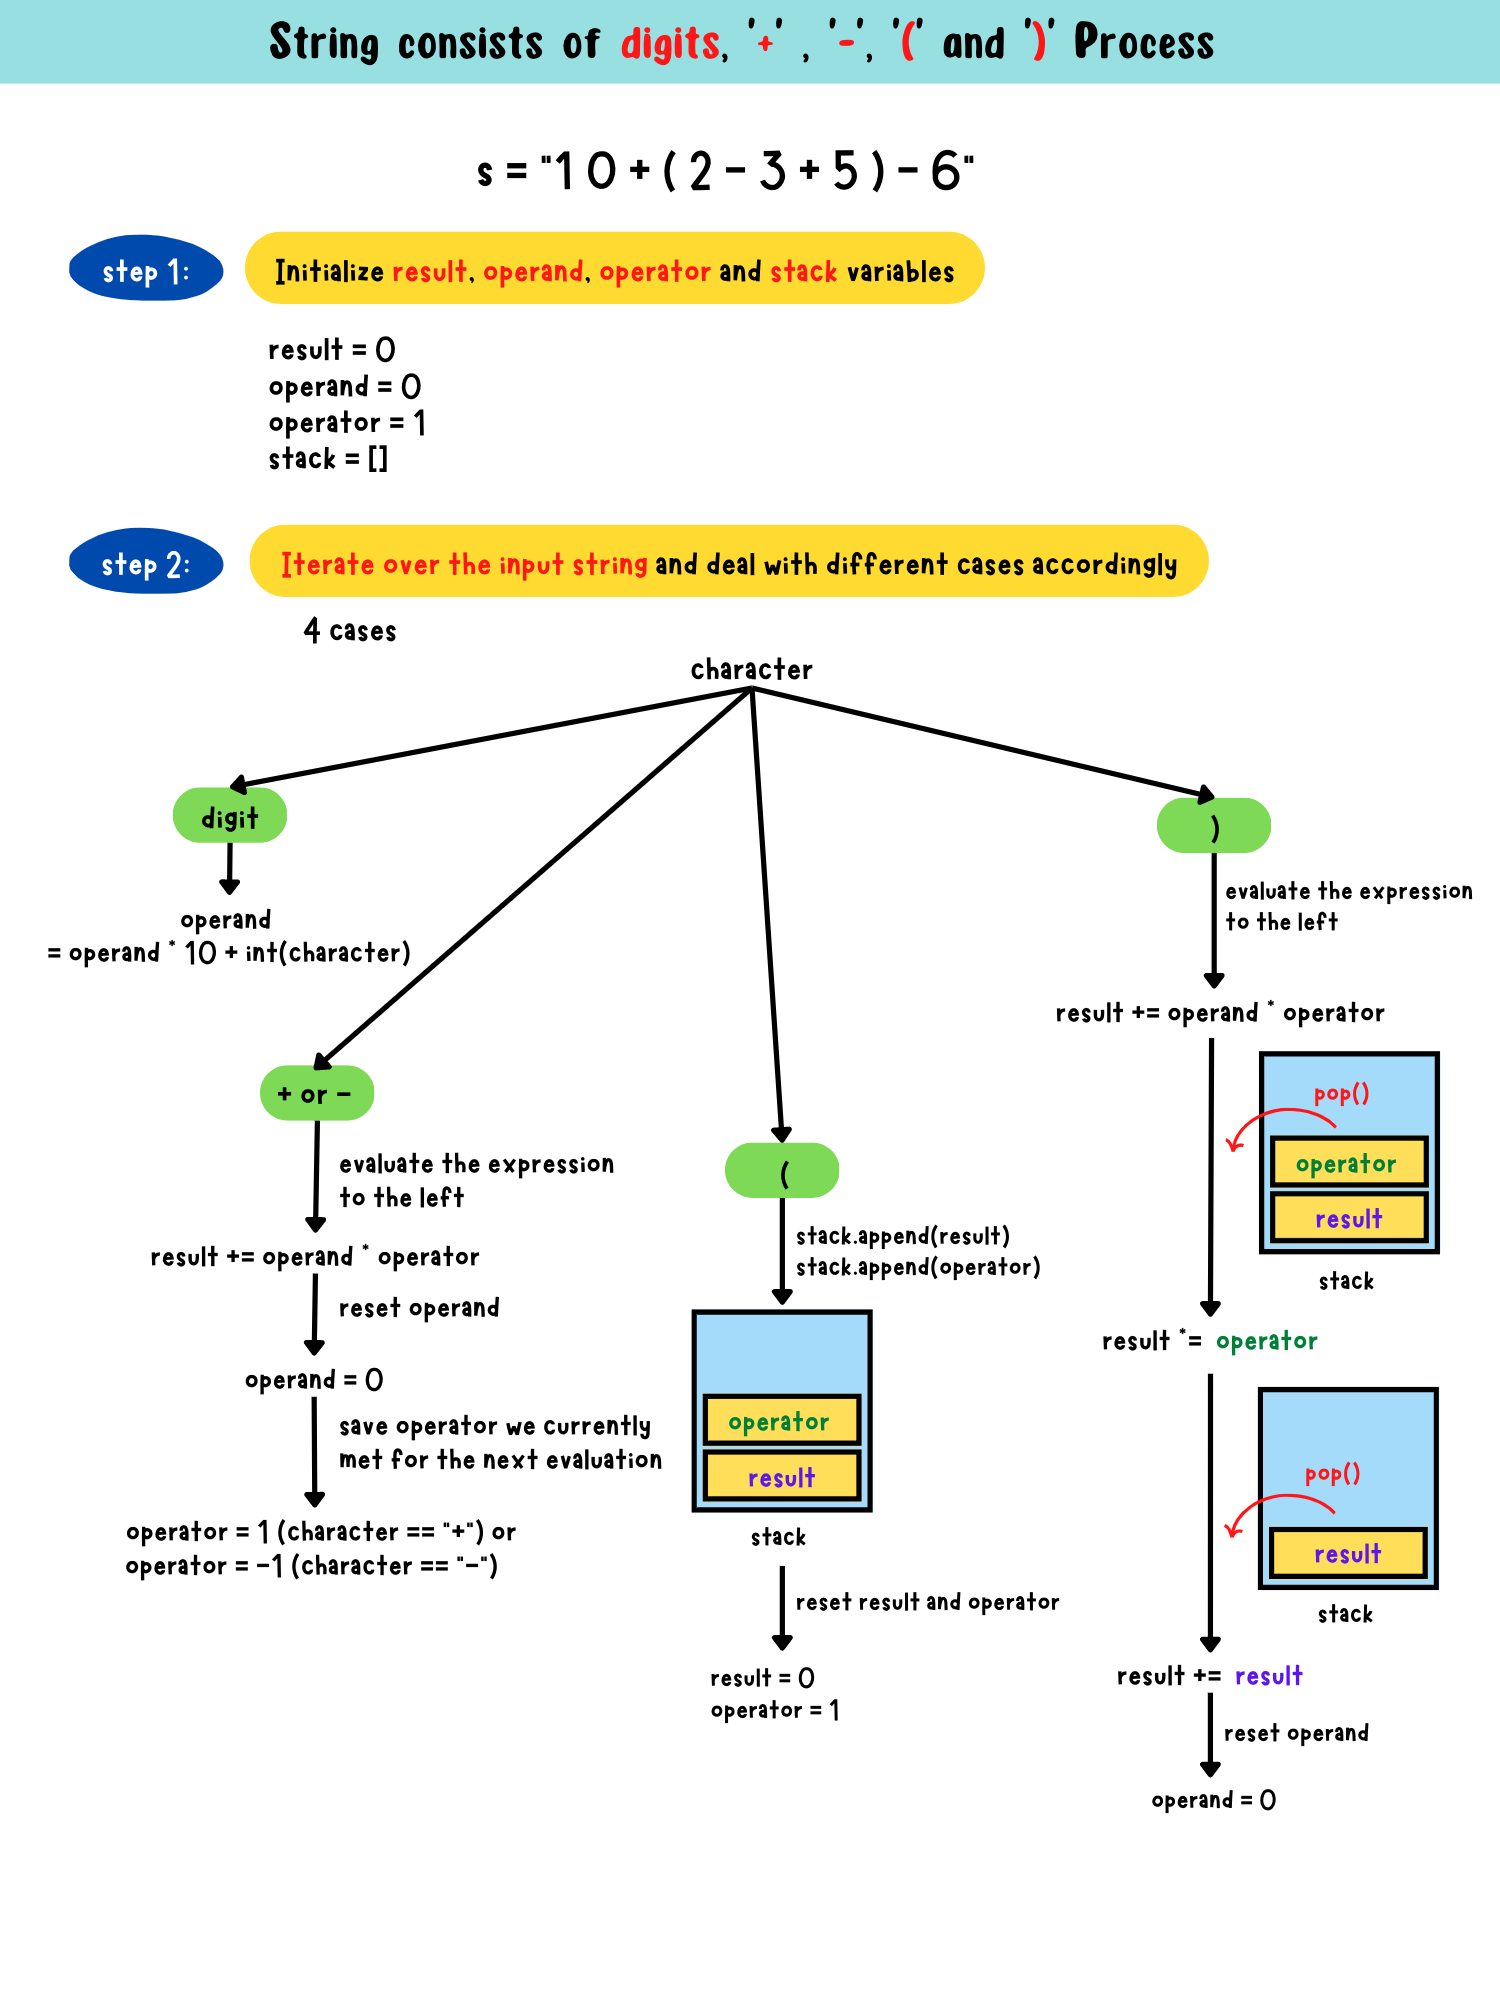 String consists of digits, '+' , '-', '(' and ')' Process
s = "10+(2-3+5)-6"
step 1:
Initialize result, operand, operator and stack variables
result = 0
operand = 0
operator = 1
stack = []
step 2:
Iterate over the input string and deal with different cases accordingly
4 cases
character
digit
operand
= operand * 10 + int(character)
+ or -
evaluate the expression
to the left
result += operand * operator
reset operand
operand = 0
save operator we currently
met for the next evaluation
operator = 1 (character == "+") or
operator = -1 (character == "-")
(
stack.append(result)
stack.append(operator)
operator
result
stack
reset result and operator
result = 0
operator = 1
)
evaluate the expression
to the left
result += operand * operator
pop()
operator
result
stack
result *= operator
pop()
result
stack
result += result
reset operand
operand = 0